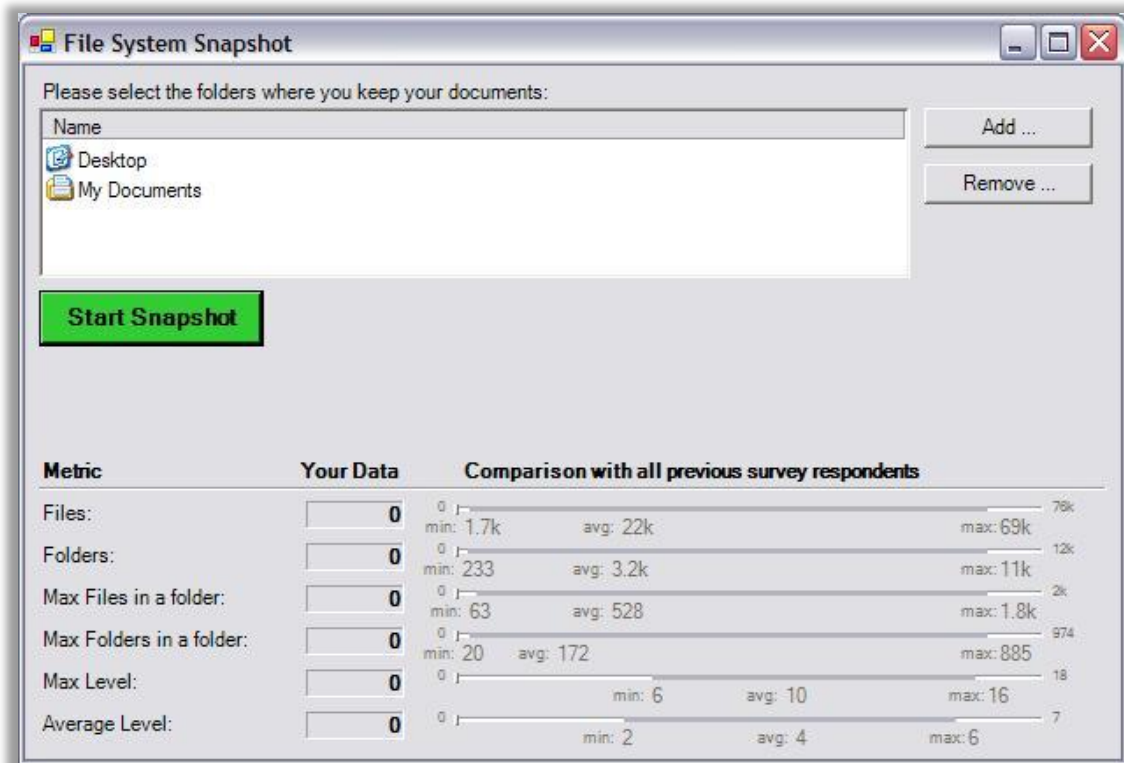 File System Snapshot
Please select the folders where you keep your documents:
Name
Add ...
Desktop
My Documents
Remove ...
Start Snapshot
Metric Your Data Comparison with all previous survey respondents
Files: 0 0 76k
min: 1.7k avg: 22k max: 69k
Folders: 0 0 12k
min: 233 avg: 3.2k max: 11k
Max Files in a folder: 0 0 2k
min: 63 avg: 528 max: 1.8k
Max Folders in a folder: 0 0 974
min: 20 avg: 172 max: 885
Max Level: 0 0 18
min: 6 avg: 10 max: 16
Average Level: 0 0 7
min: 2 avg: 4 max: 6